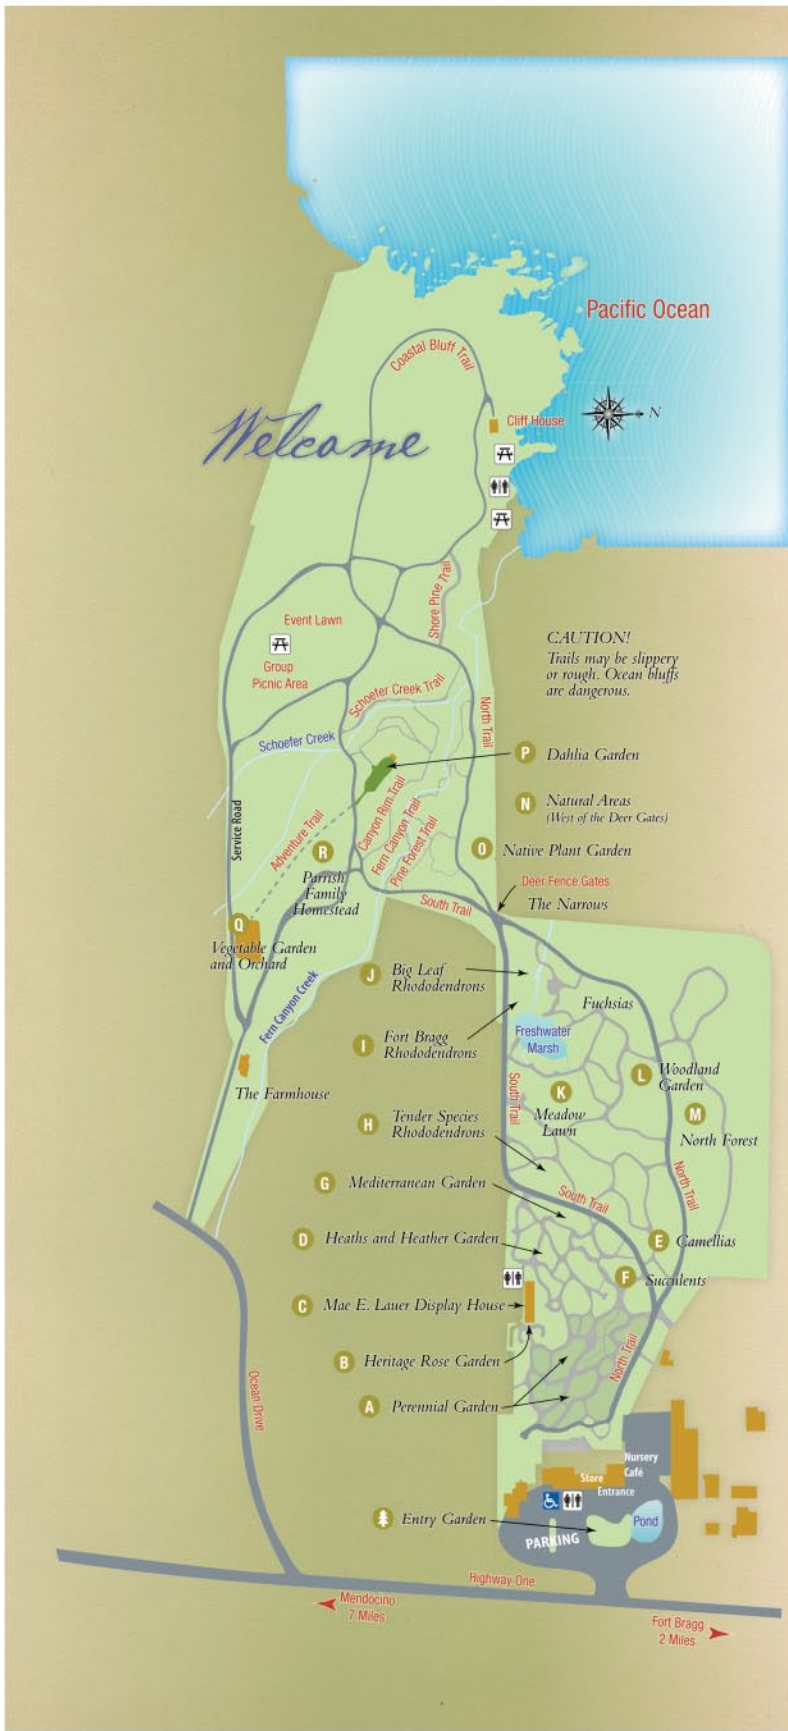 Pacific Ocean
Coastal Bluff Trail
Welcome
Cliff House
N
Shore Pine Trail
Event Lawn
Group
Picnic Area
CAUTION!
Trails may be slippery
or rough. Ocean bluffs
are dangerous.
Schoefer Creek Trail
North Trail
Schoefer Creek
P Dahlia Garden
N Natural Areas
(West of the Deer Gates)
Service Road
Adventure Trail
Canyon Rim Trail
Fern Canyon Trail
Pine Forest Trail
O Native Plant Garden
R
Parrish
Family
Homestead
Deer Fence Gates
The Narrows
South Trail
Q
Vegetable Garden
and Orchard
Fern Canyon Creek
J Big Leaf
Rhododendrons
Fuchsias
I Fort Bragg
Rhododendrons
Freshwater
Marsh
L Woodland
Garden
The Farmhouse
South Trail
K
Meadow
Lawn
M
North Forest
H Tender Species
Rhododendrons
G Mediterranean Garden
South Trail
North Trail
D Heaths and Heather Garden
E Camellias
F Succulents
C Mae E. Lauer Display House
B Heritage Rose Garden
North Trail
A Perennial Garden
Ocean Drive
Nursery
Café
Store
Entrance
Entry Garden
Pond
PARKING
Highway One
Mendocino
7 Miles
Fort Bragg
2 Miles